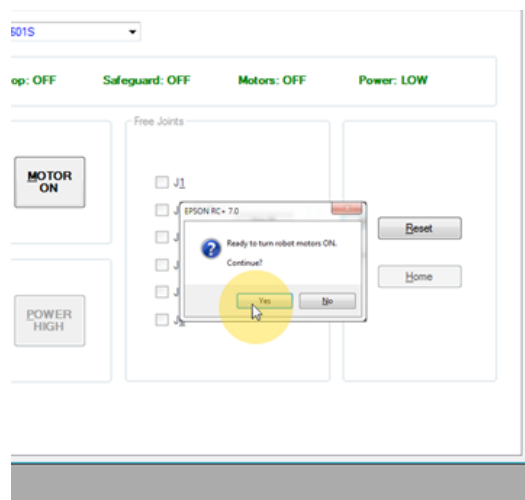 601S
op: OFF Safeguard: OFF Motors: OFF Power: LOW
Free Joints
MOTOR
ON
J1
EPSON RC+ 7.0
J
Ready to turn robot motors ON.
Reset
J
Continue?
J
Home
Yes No
J
POWER
HIGH
J